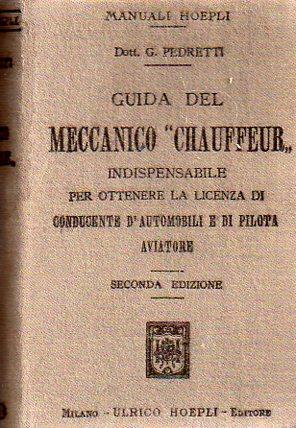 MANUALI HOEPLI
Dott. G. PEDRETTI
GUIDA DEL
MECCANICO "CHAUFFEUR„
INDISPENSABILE
PER OTTENERE LA LICENZA DI
CONDUCENTE D'AUTOMOBILI E DI PILOTA
AVIATORE
SECONDA EDIZIONE
MILANO - ULRICO HOEPLI - EDITORE